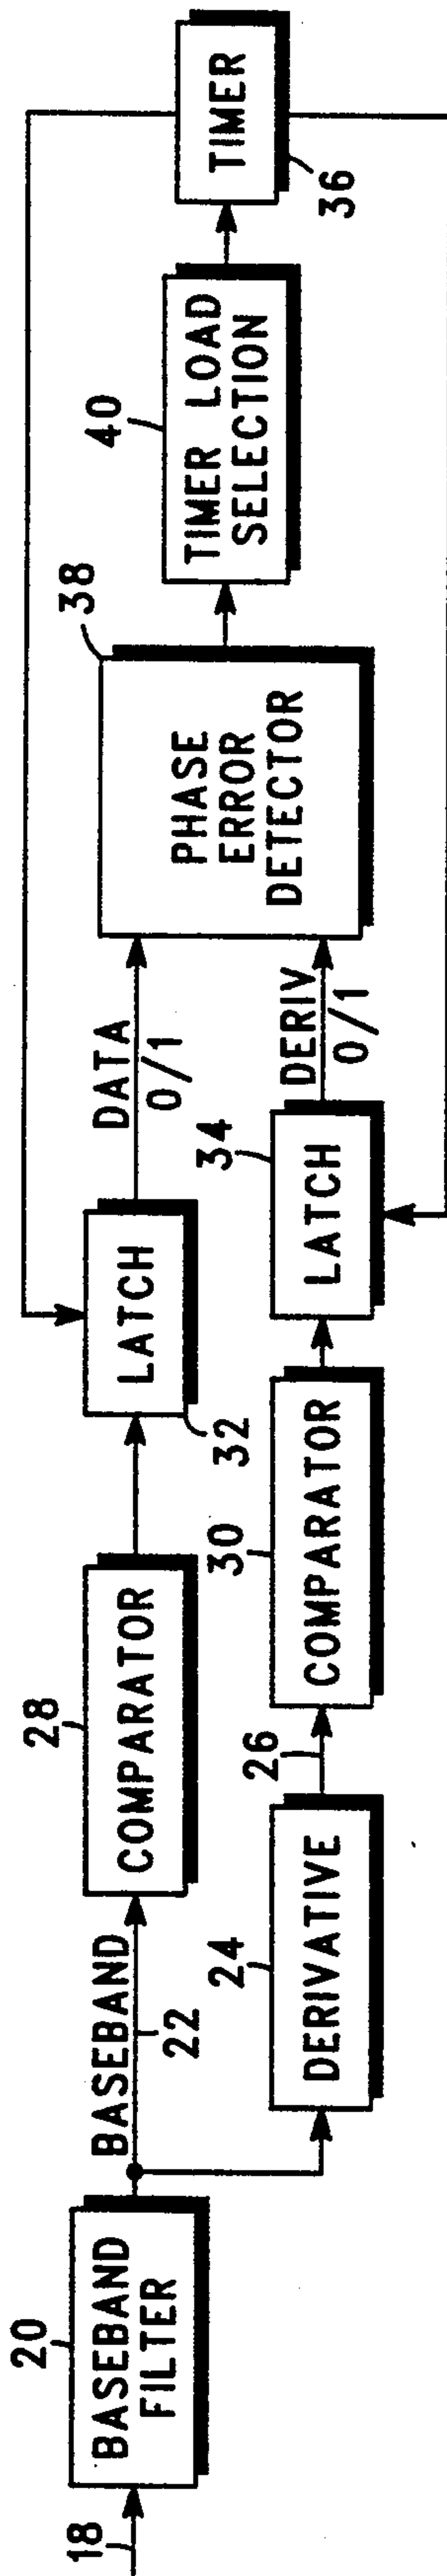 18
20
BASEBAND
FILTER
BASEBAND
22
24
DERIVATIVE
26
28
COMPARATOR
30
COMPARATOR
32
LATCH
34
LATCH
DATA
0/1
DERIV
0/1
38
PHASE
ERROR
DETECTOR
40
TIMER LOAD
SELECTION
TIMER
36